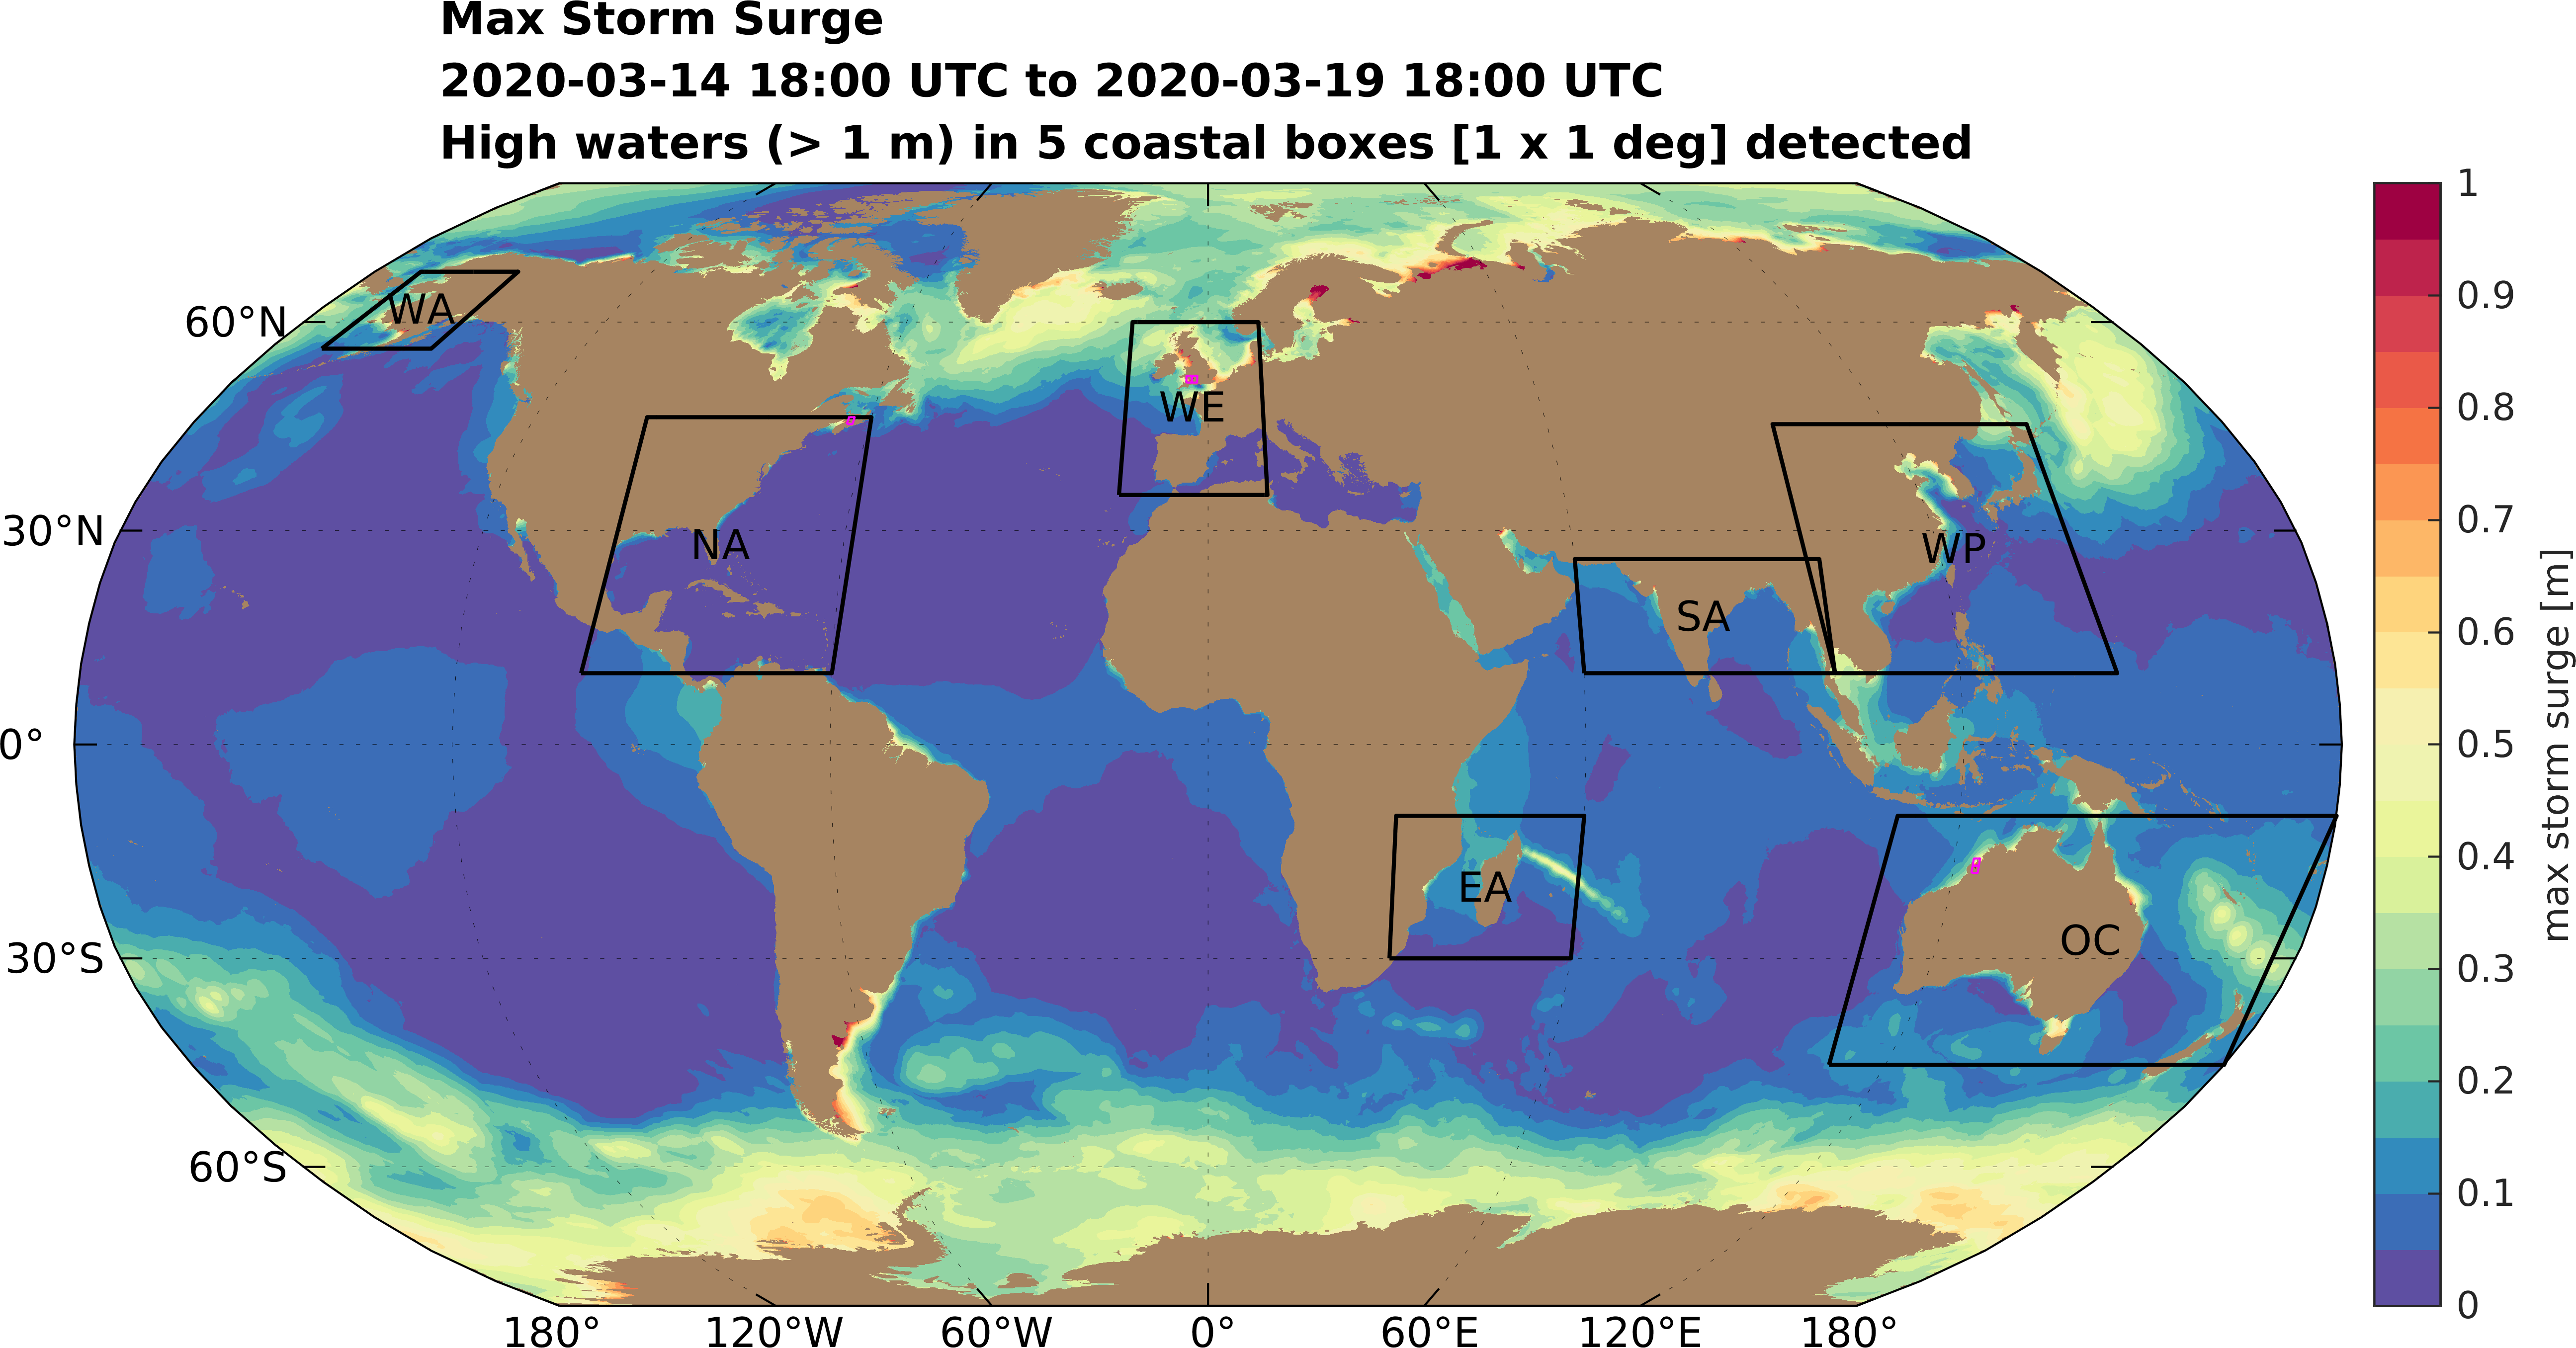 Max Storm Surge
2020-03-14 18:00 UTC to 2020-03-19 18:00 UTC
High waters (> 1 m) in 5 coastal boxes [1 x 1 deg] detected
60°N
30°N
0°
30°S
60°S
WA
NA
WE
SA
WP
EA
OC
180°
120°W
60°W
0°
60°E
120°E
180°
1
0.9
0.8
0.7
0.6
0.5
0.4
0.3
0.2
0.1
0
max storm surge [m]